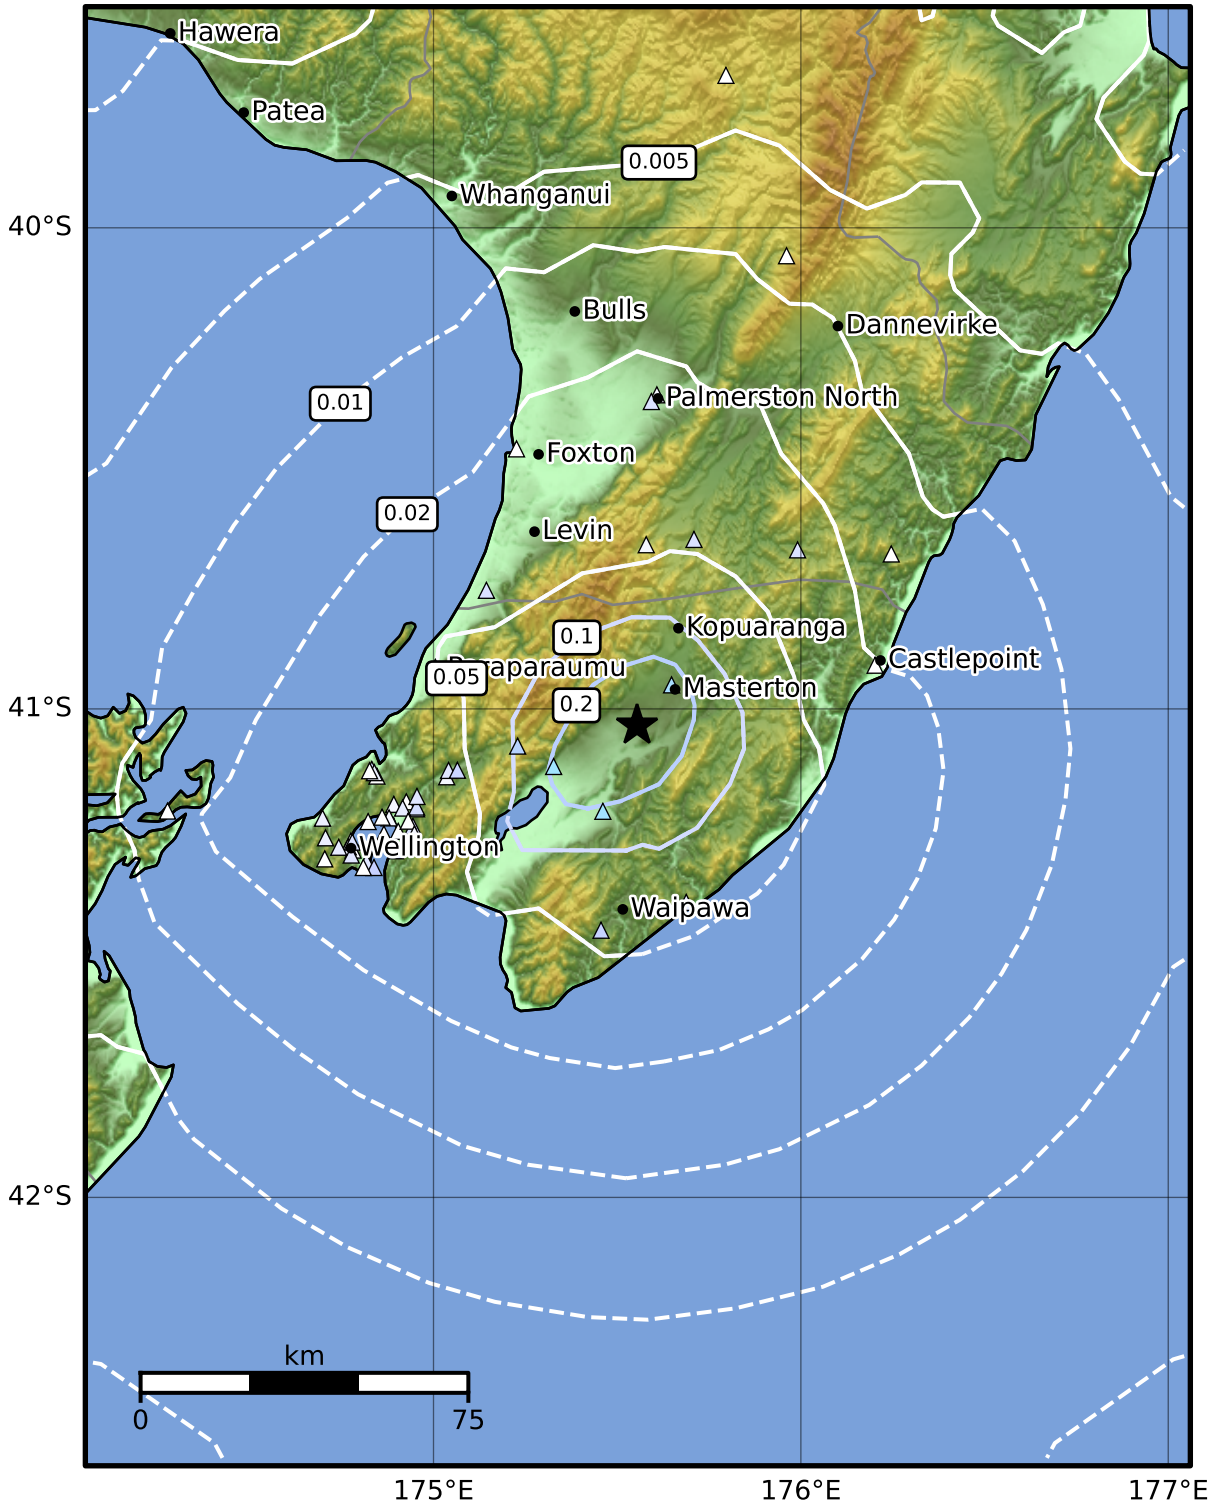 Hawera
Patea
0.005
Whanganui
40°S
Bulls
Dannevirke
Palmerston North
0.01
Foxton
0.02
Levin
0.1
Kopuaranga
Castlepoint
Paraparaumu
0.05
Masterton
0.2
41°S
Wellington
Waipawa
42°S
km
0
75
175°E
176°E
177°E